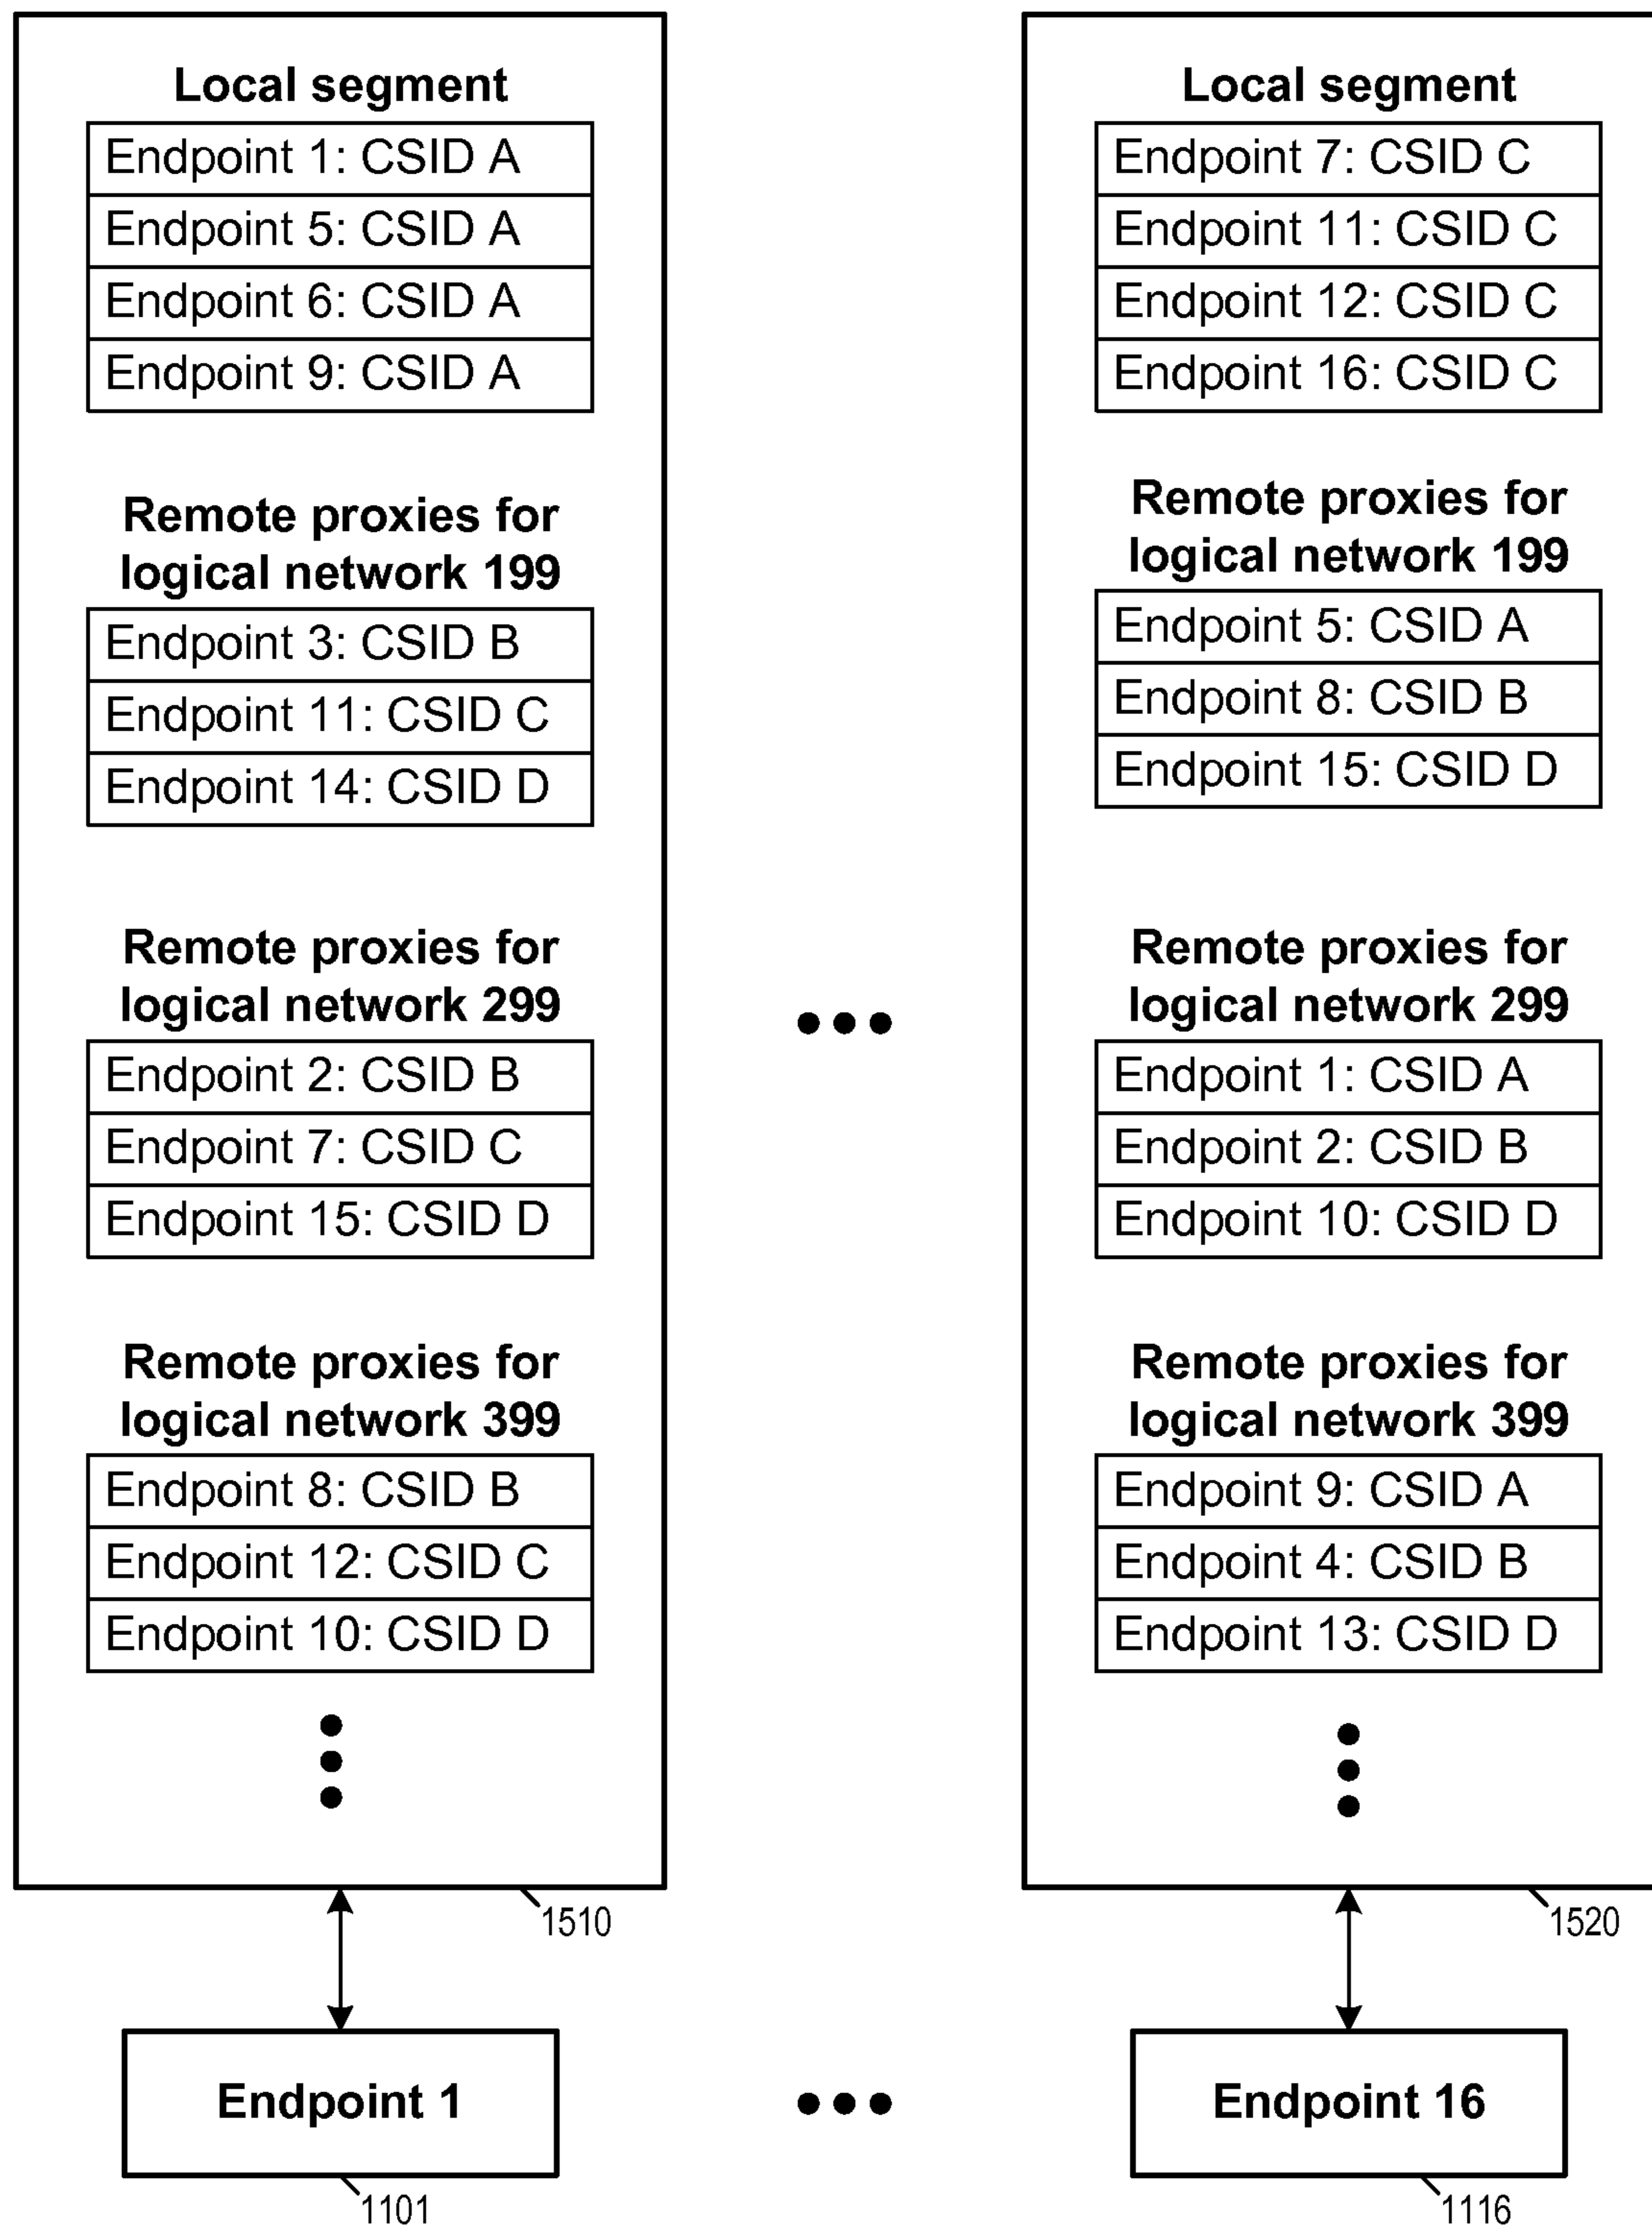 Local segment
Endpoint 1: CSID A
Endpoint 5: CSID A
Endpoint 6: CSID A
Endpoint 9: CSID A
Remote proxies for
logical network 199
Endpoint 3: CSID B
Endpoint 11: CSID C
Endpoint 14: CSID D
Remote proxies for
logical network 299
Endpoint 2: CSID B
Endpoint 7: CSID C
Endpoint 15: CSID D
Remote proxies for
logical network 399
Endpoint 8: CSID B
Endpoint 12: CSID C
Endpoint 10: CSID D
1510
Endpoint 1
1101
Local segment
Endpoint 7: CSID C
Endpoint 11: CSID C
Endpoint 12: CSID C
Endpoint 16: CSID C
Remote proxies for
logical network 199
Endpoint 5: CSID A
Endpoint 8: CSID B
Endpoint 15: CSID D
Remote proxies for
logical network 299
Endpoint 1: CSID A
Endpoint 2: CSID B
Endpoint 10: CSID D
Remote proxies for
logical network 399
Endpoint 9: CSID A
Endpoint 4: CSID B
Endpoint 13: CSID D
1520
Endpoint 16
1116